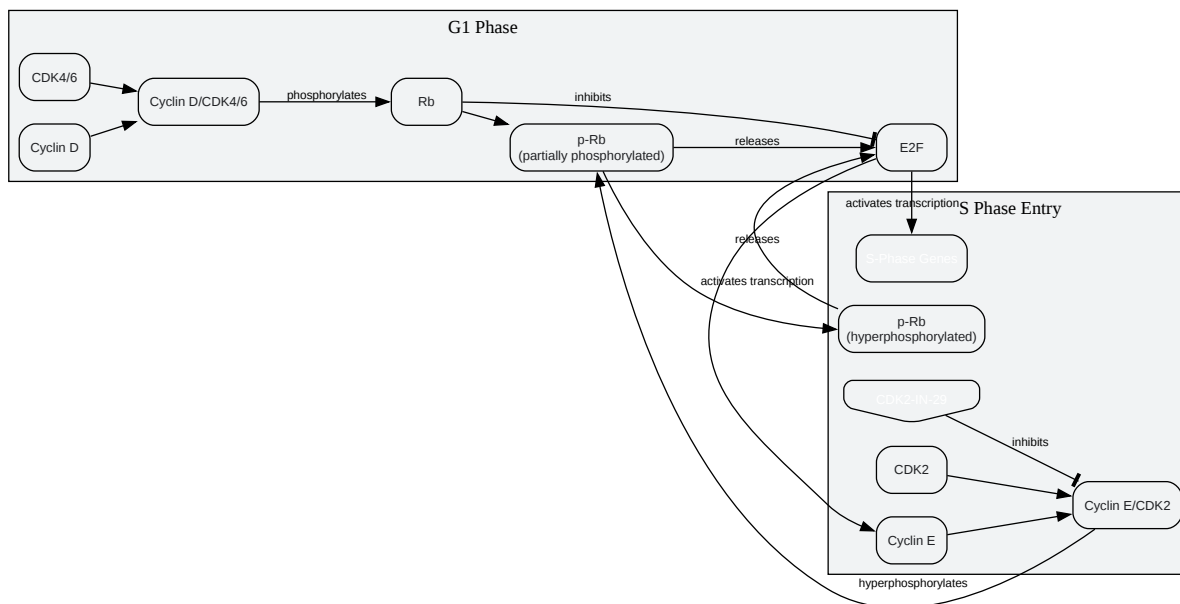 G1 Phase
CDK4/6
Cyclin D/CDK4/6
phosphorylates
Rb
inhibits
Cyclin D
p-Rb
(partially phosphorylated)
releases
E2F
activates transcription
S Phase Entry
releases
S-Phase Genes
activates transcription
p-Rb
(hyperphosphorylated)
CDK2-IN-29
inhibits
CDK2
Cyclin E/CDK2
Cyclin E
hyperphosphorylates